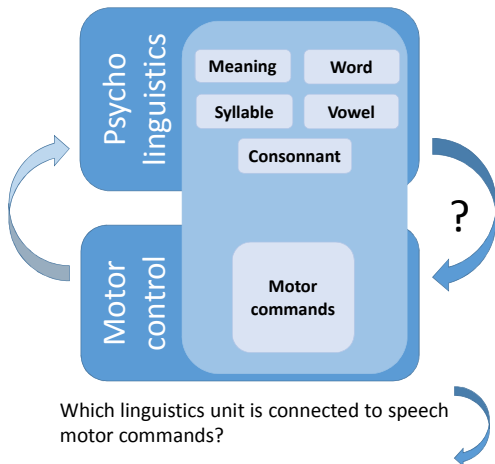 Psycho
linguistics
Meaning
Word
Syllable
Vowel
Consonnant
?
Motor
control
Motor
commands
Which linguistics unit is connected to speech
motor commands?